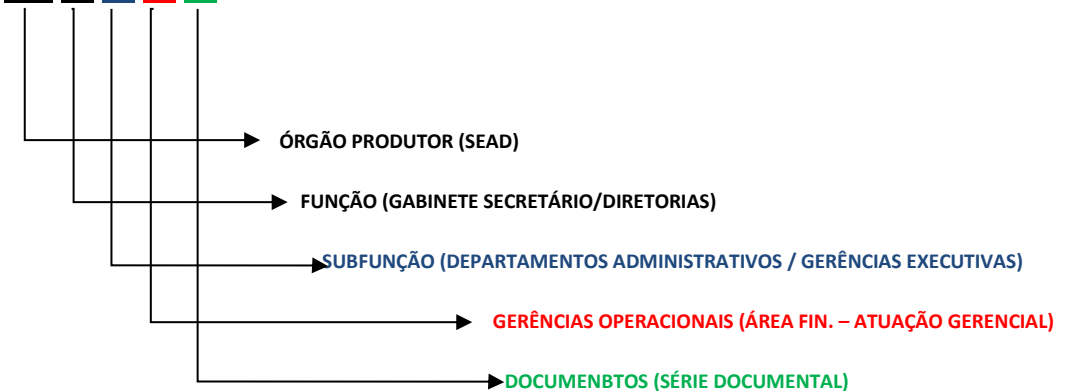 ÓRGÃO PRODUTOR (SEAD)
FUNÇÃO (GABINETE SECRETÁRIO/DIRETORIAS)
SUBFUNÇÃO (DEPARTAMENTOS ADMINISTRATIVOS / GERÊNCIAS EXECUTIVAS)
GERÊNCIAS OPERACIONAIS (ÁREA FIN. – ATUAÇÃO GERENCIAL)
DOCUMENBTOS (SÉRIE DOCUMENTAL)